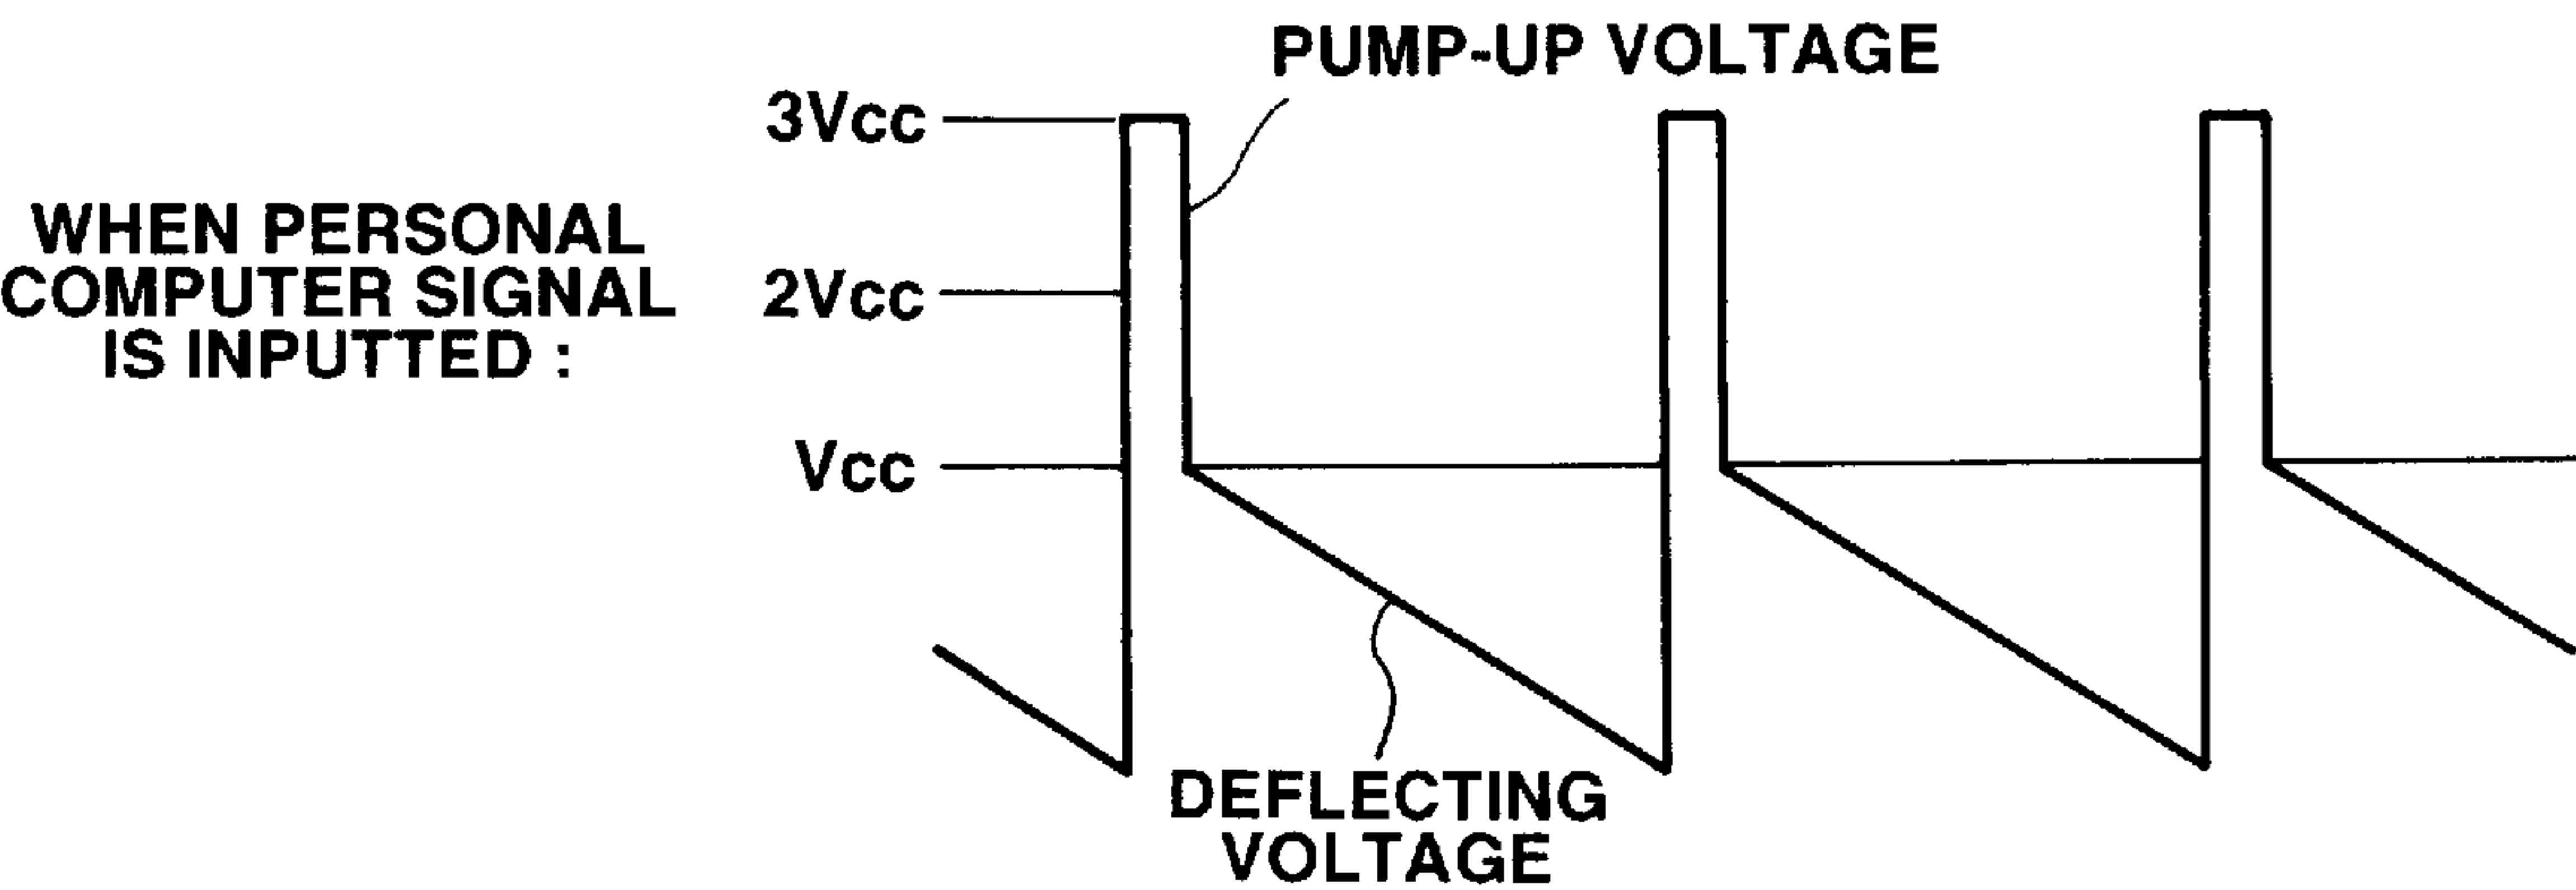 PUMP-UP VOLTAGE
3Vcc
WHEN PERSONAL
COMPUTER SIGNAL
IS INPUTTED :
2Vcc
Vcc
DEFLECTING
VOLTAGE